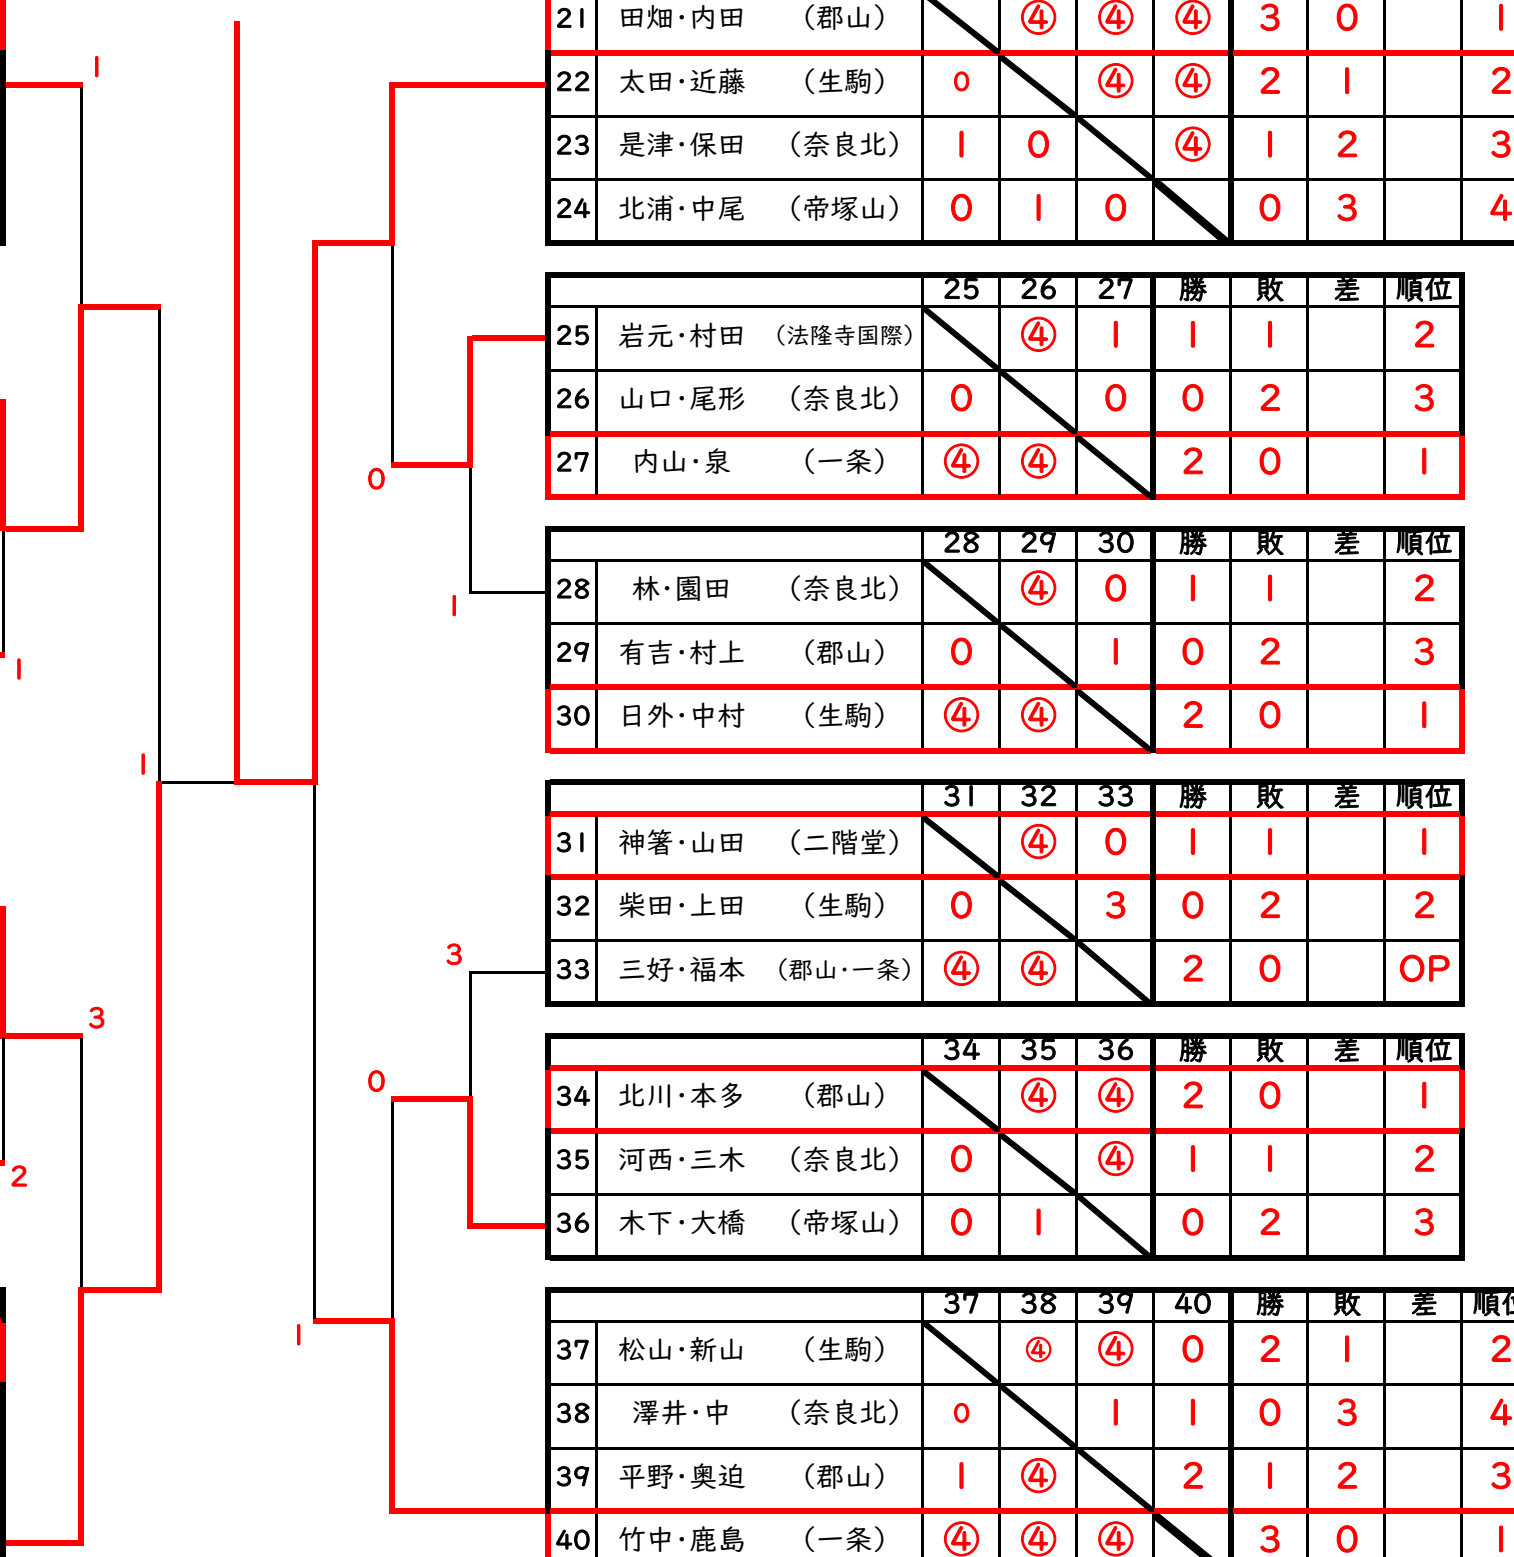 21 田畑・内田 （郡山） ④ ④ ④ 3 0 1
22 太田・近藤 （生駒） 0 ④ ④ 2 1 2
23 是津・保田 （奈良北） 1 0 ④ 1 2 3
24 北浦・中尾 （帝塚山） 0 1 0 0 3 4
25 26 27 勝 敗 差 順位
25 岩元・村田 （法隆寺国際） ④ 1 1 1 2
26 山口・尾形 （奈良北） 0 0 0 2 3
27 内山・泉 （一条） ④ ④ 2 0 1
28 29 30 勝 敗 差 順位
28 林・園田 （奈良北） ④ 0 1 1 2
29 有吉・村上 （郡山） 0 1 0 2 3
30 日外・中村 （生駒） ④ ④ 2 0 1
31 32 33 勝 敗 差 順位
31 神箸・山田 （二階堂） ④ 0 1 1 1
32 柴田・上田 （生駒） 0 3 0 2 2
33 三好・福本 （郡山・一条） ④ ④ 2 0 OP
34 35 36 勝 敗 差 順位
34 北川・本多 （郡山） ④ ④ 2 0 1
35 河西・三木 （奈良北） 0 ④ 1 1 2
36 木下・大橋 （帝塚山） 0 1 0 2 3
37 38 39 40 勝 敗 差 順位
37 松山・新山 （生駒） ④ ④ 0 2 1 2
38 澤井・中 （奈良北） 0 1 1 0 3 4
39 平野・奥迫 （郡山） 1 ④ 2 1 2 3
40 竹中・鹿島 （一条） ④ ④ ④ 3 0 1
1
0
1
1
1
3
3
0
2
1